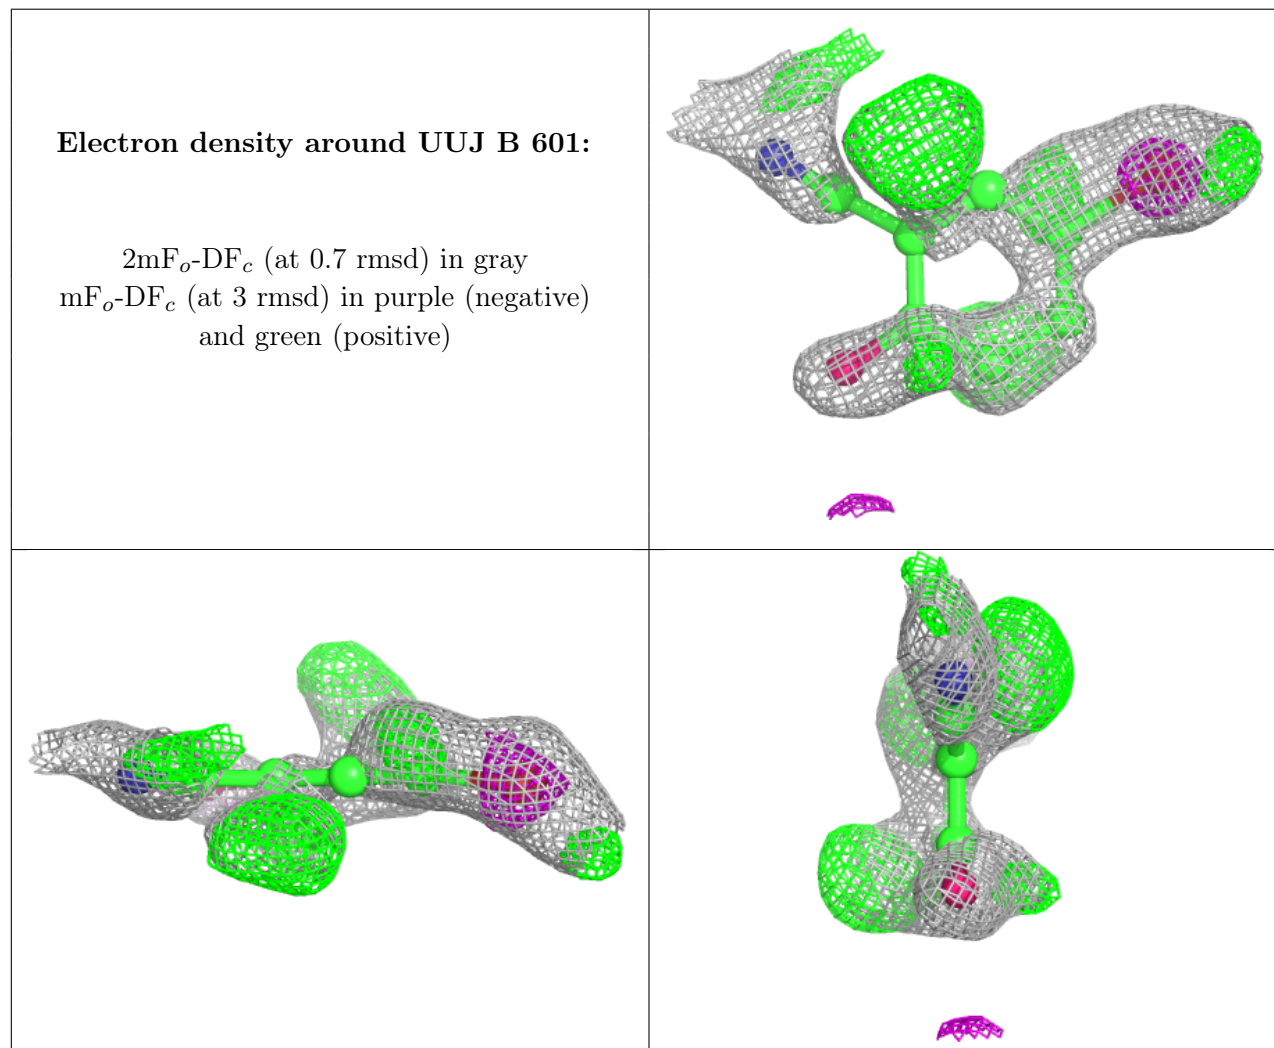 Electron density around UUJ B 601:
2mFo-DFc (at 0.7 rmsd) in gray
mFo-DFc (at 3 rmsd) in purple (negative)
and green (positive)